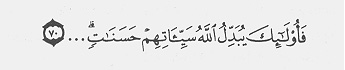 فَأُوْلَٰٓئِكَ يُبَدِّلُ ٱللَّهُ سَيِّـَٔاتِهِمْ حَسَنَٰتٍۗ ... ۝٧٠